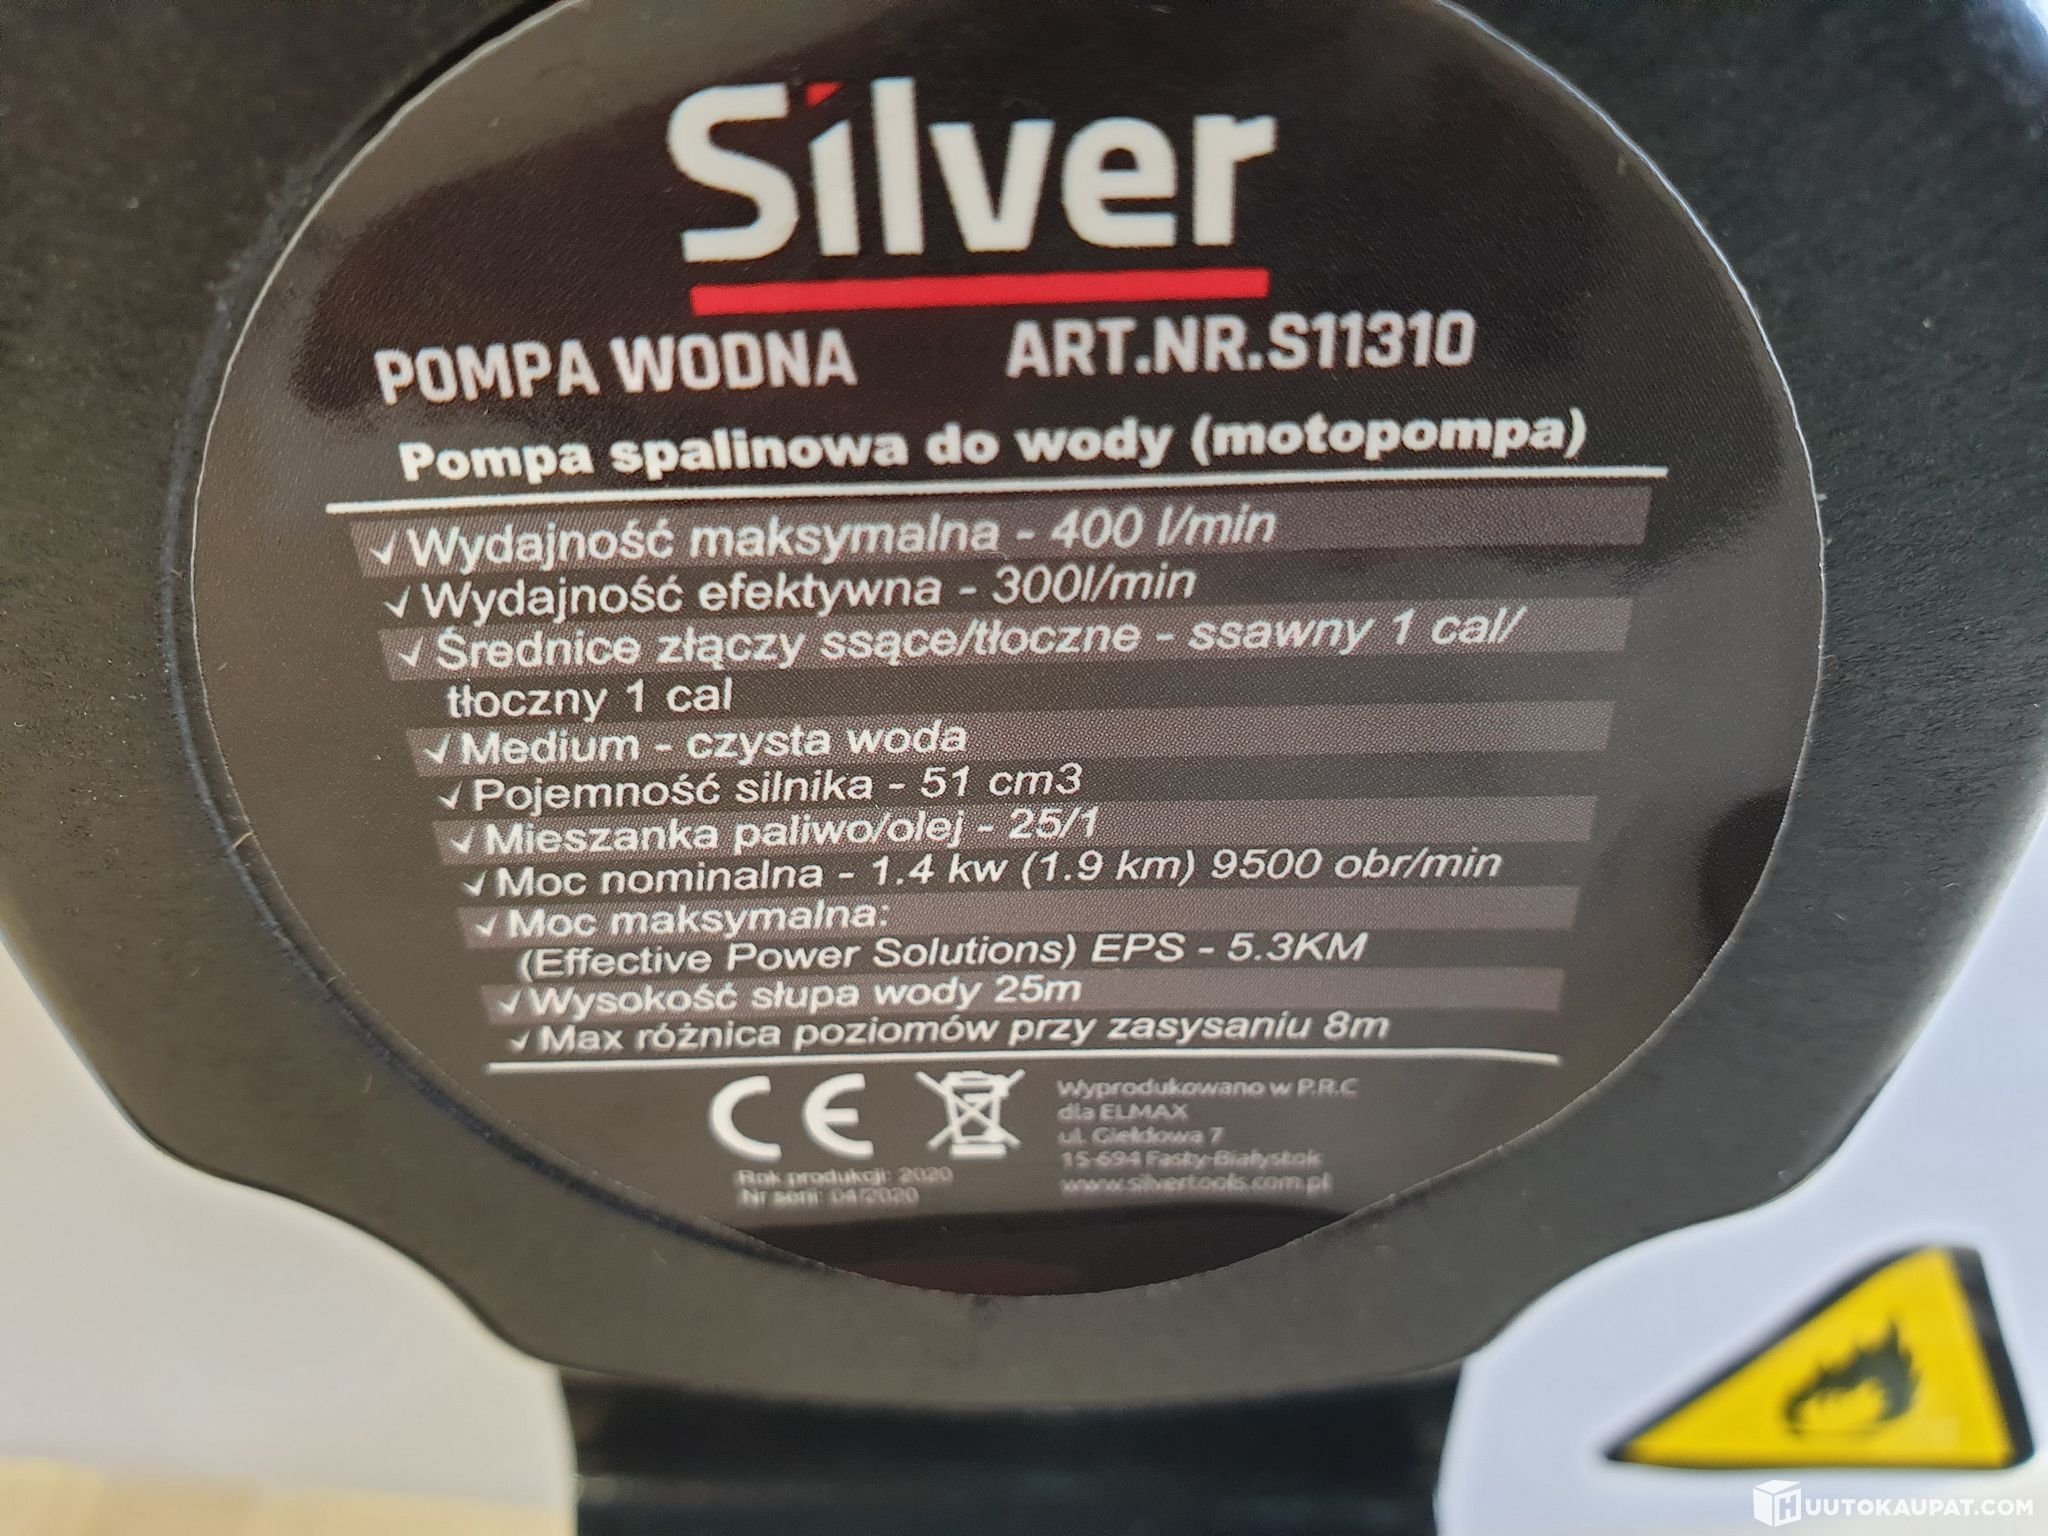 Silver
POMPA WODNA ART.NR.S11310
Pompa spalinowa do wody (motopompa)
✓ Wydajność maksymalna - 400 l/min
✓ Wydajność efektywna - 300l/min
✓ Średnice złączy ssące/tłoczne - ssawny 1 cal/
tłoczny 1 cal
✓ Medium - czysta woda
✓ Pojemność silnika - 51 cm3
✓ Mieszanka paliwo/olej - 25/1
✓ Moc nominalna - 1.4 kw (1.9 km) 9500 obr/min
✓ Moc maksymalna:
(Effective Power Solutions) EPS - 5.3KM
✓ Wysokość słupa wody 25m
✓ Max różnica poziomów przy zasysaniu 8m
CE
Wyprodukowano w P.R.C
dla ELMAX
ul. Giełdowa 7
15-694 Fasty-Białystok
www.silvertools.com.pl
Rok produkcji: 2020
Nr serii: 04/2020
HUUTOKAUPAT.COM